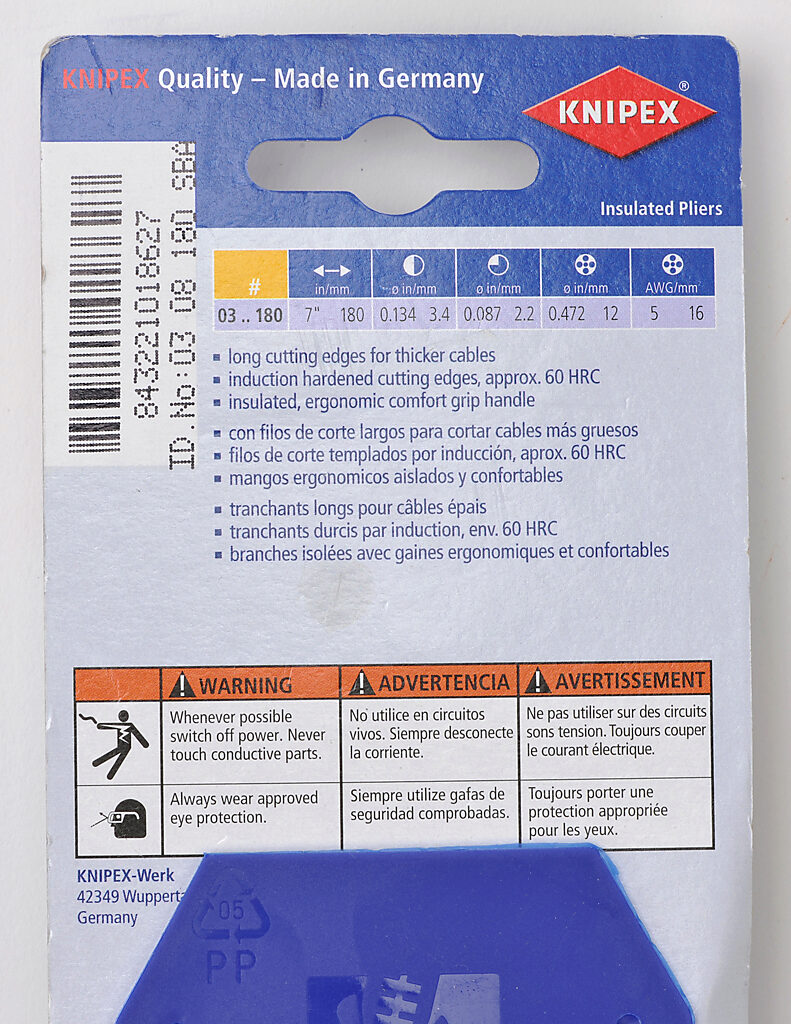 KNIPEX Quality – Made in Germany
KNIPEX®
Insulated Pliers
843221018627
ID.No:03 08 180 SBA
# in/mm ø in/mm ø in/mm ø in/mm AWG/mm²
03 .. 180 7" 180 0.134 3.4 0.087 2.2 0.472 12 5 16
▪ long cutting edges for thicker cables
▪ induction hardened cutting edges, approx. 60 HRC
▪ insulated, ergonomic comfort grip handle
▪ con filos de corte largos para cortar cables más gruesos
▪ filos de corte templados por inducción, aprox. 60 HRC
▪ mangos ergonomicos aislados y confortables
▪ tranchants longs pour câbles épais
▪ tranchants durcis par induction, env. 60 HRC
▪ branches isolées avec gaines ergonomiques et confortables
WARNING
Whenever possible
switch off power. Never
touch conductive parts.
Always wear approved
eye protection.
ADVERTENCIA
No utilice en circuitos
vivos. Siempre desconecte
la corriente.
Siempre utilize gafas de
seguridad comprobadas.
AVERTISSEMENT
Ne pas utiliser sur des circuits
sons tension. Toujours couper
le courant électrique.
Toujours porter une
protection appropriée
pour les yeux.
KNIPEX-Werk
42349 Wupperta
Germany
05
PP